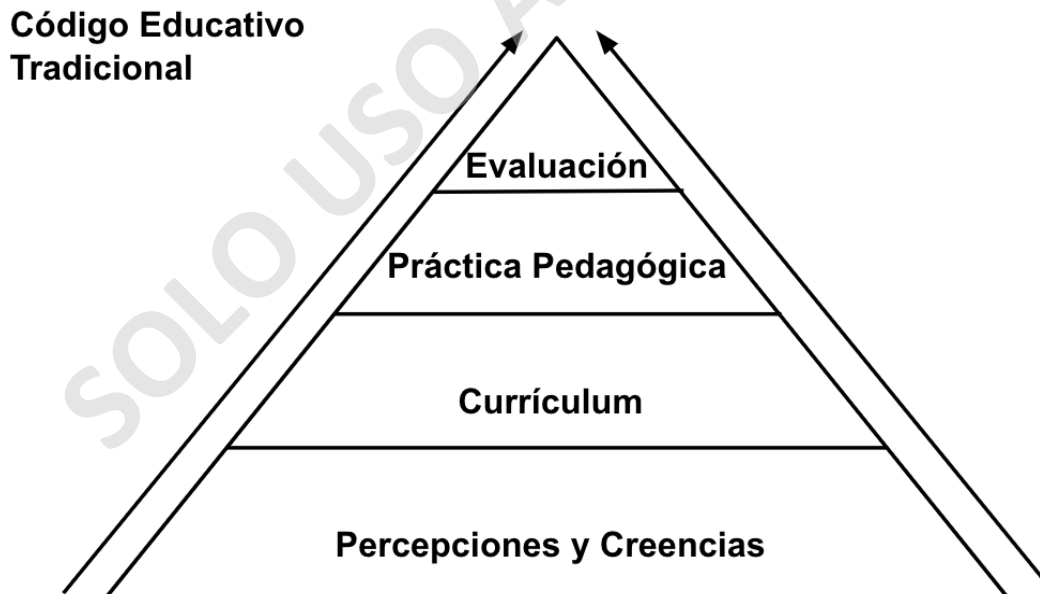 Código Educativo
Tradicional
SOLO USO A
Evaluación
Práctica Pedagógica
Currículum
Percepciones y Creencias